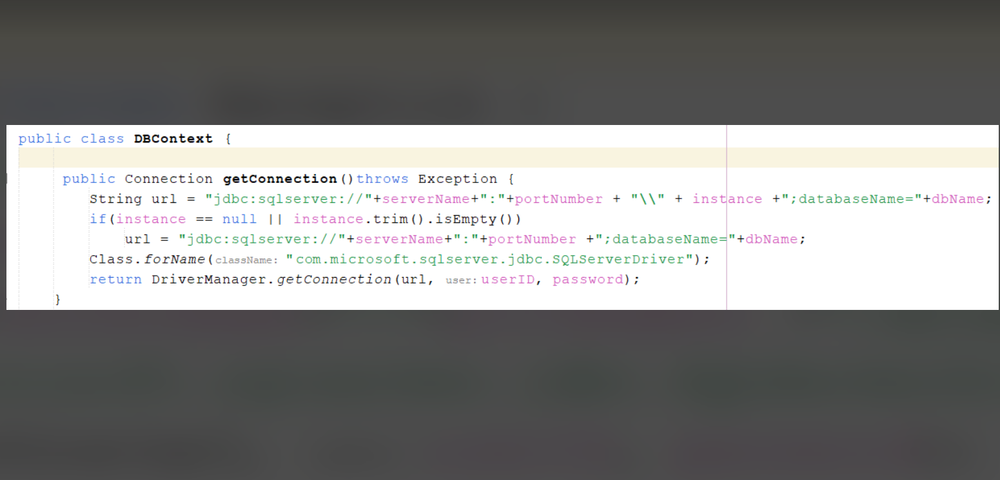 public class DBContext {
public Connection getConnection()throws Exception {
String url = "jdbc:sqlserver://"+serverName+":"+portNumber + "\\" + instance +";databaseName="+dbName;
if(instance == null || instance.trim().isEmpty())
url = "jdbc:sqlserver://"+serverName+":"+portNumber +";databaseName="+dbName;
Class.forName(className: "com.microsoft.sqlserver.jdbc.SQLServerDriver");
return DriverManager.getConnection(url, user: userID, password);
}